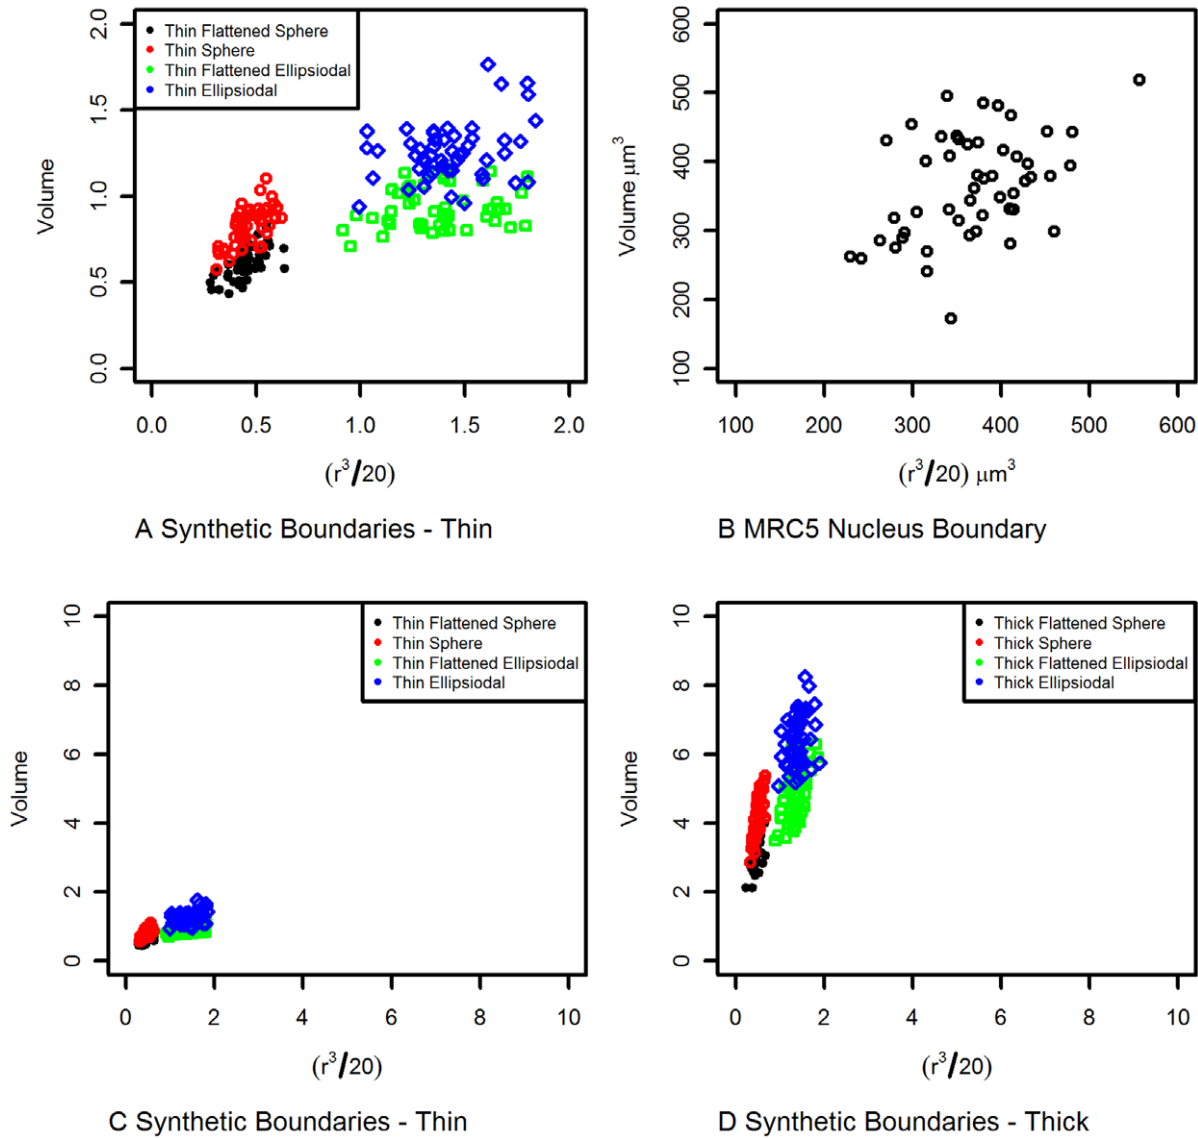 Thin Flattened Sphere
Thin Sphere
Thin Flattened Ellipsiodal
Thin Ellipsiodal
Volume
2.0
1.5
1.0
0.5
0.0
0.0 0.5 1.0 1.5 2.0
(r³/20)
A Synthetic Boundaries - Thin
Volume μm³
600
500
400
300
200
100
100 200 300 400 500 600
(r³/20) μm³
B MRC5 Nucleus Boundary
Thin Flattened Sphere
Thin Sphere
Thin Flattened Ellipsiodal
Thin Ellipsiodal
Volume
10
8
6
4
2
0
0 2 4 6 8 10
(r³/20)
C Synthetic Boundaries - Thin
Thick Flattened Sphere
Thick Sphere
Thick Flattened Ellipsiodal
Thick Ellipsiodal
Volume
10
8
6
4
2
0
0 2 4 6 8 10
(r³/20)
D Synthetic Boundaries - Thick